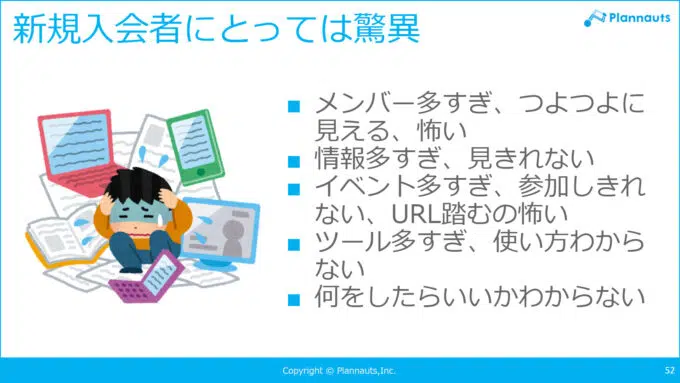 新規入会者にとっては驚異
Plannauts
■ メンバー多すぎ、つよつよに
見える、怖い
■ 情報多すぎ、見きれない
■ イベント多すぎ、参加しきれ
ない、URL踏むの怖い
■ ツール多すぎ、使い方わから
ない
■ 何をしたらいいかわからない
Copyright © Plannauts,Inc.
52